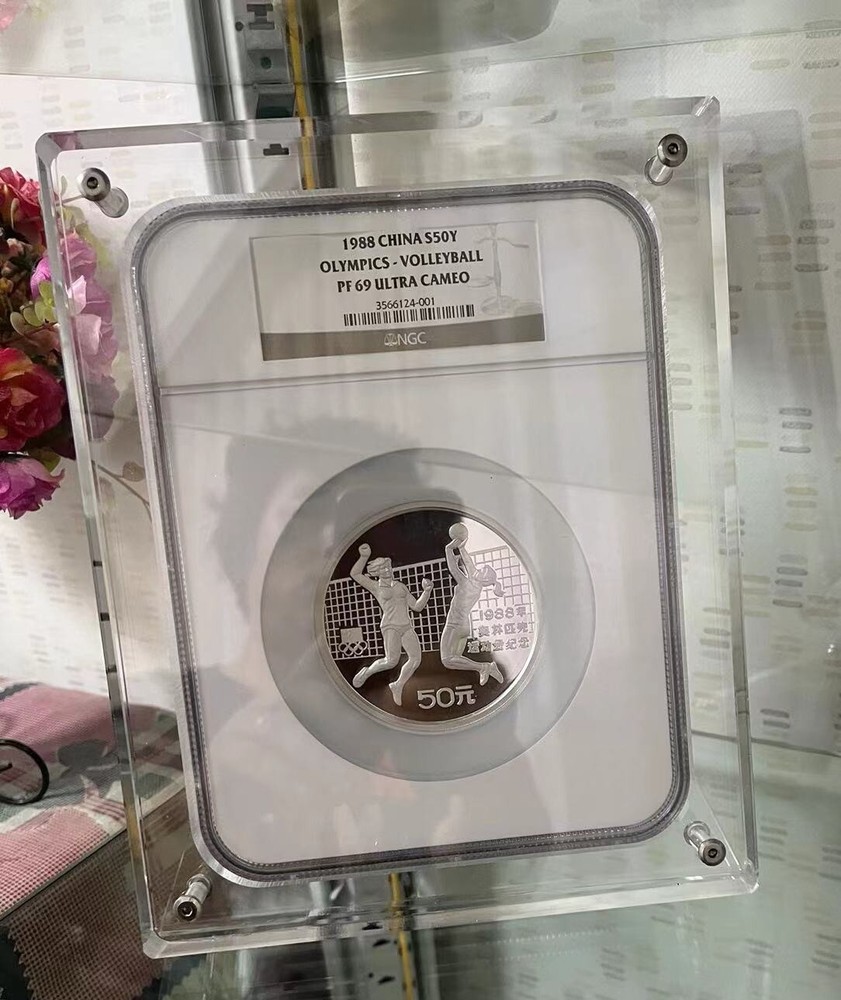 1988 CHINA S50Y
OLYMPICS - VOLLEYBALL
PF 69 ULTRA CAMEO
3566124-001
NGC
1988年
奥林匹克
运动会纪念
50元